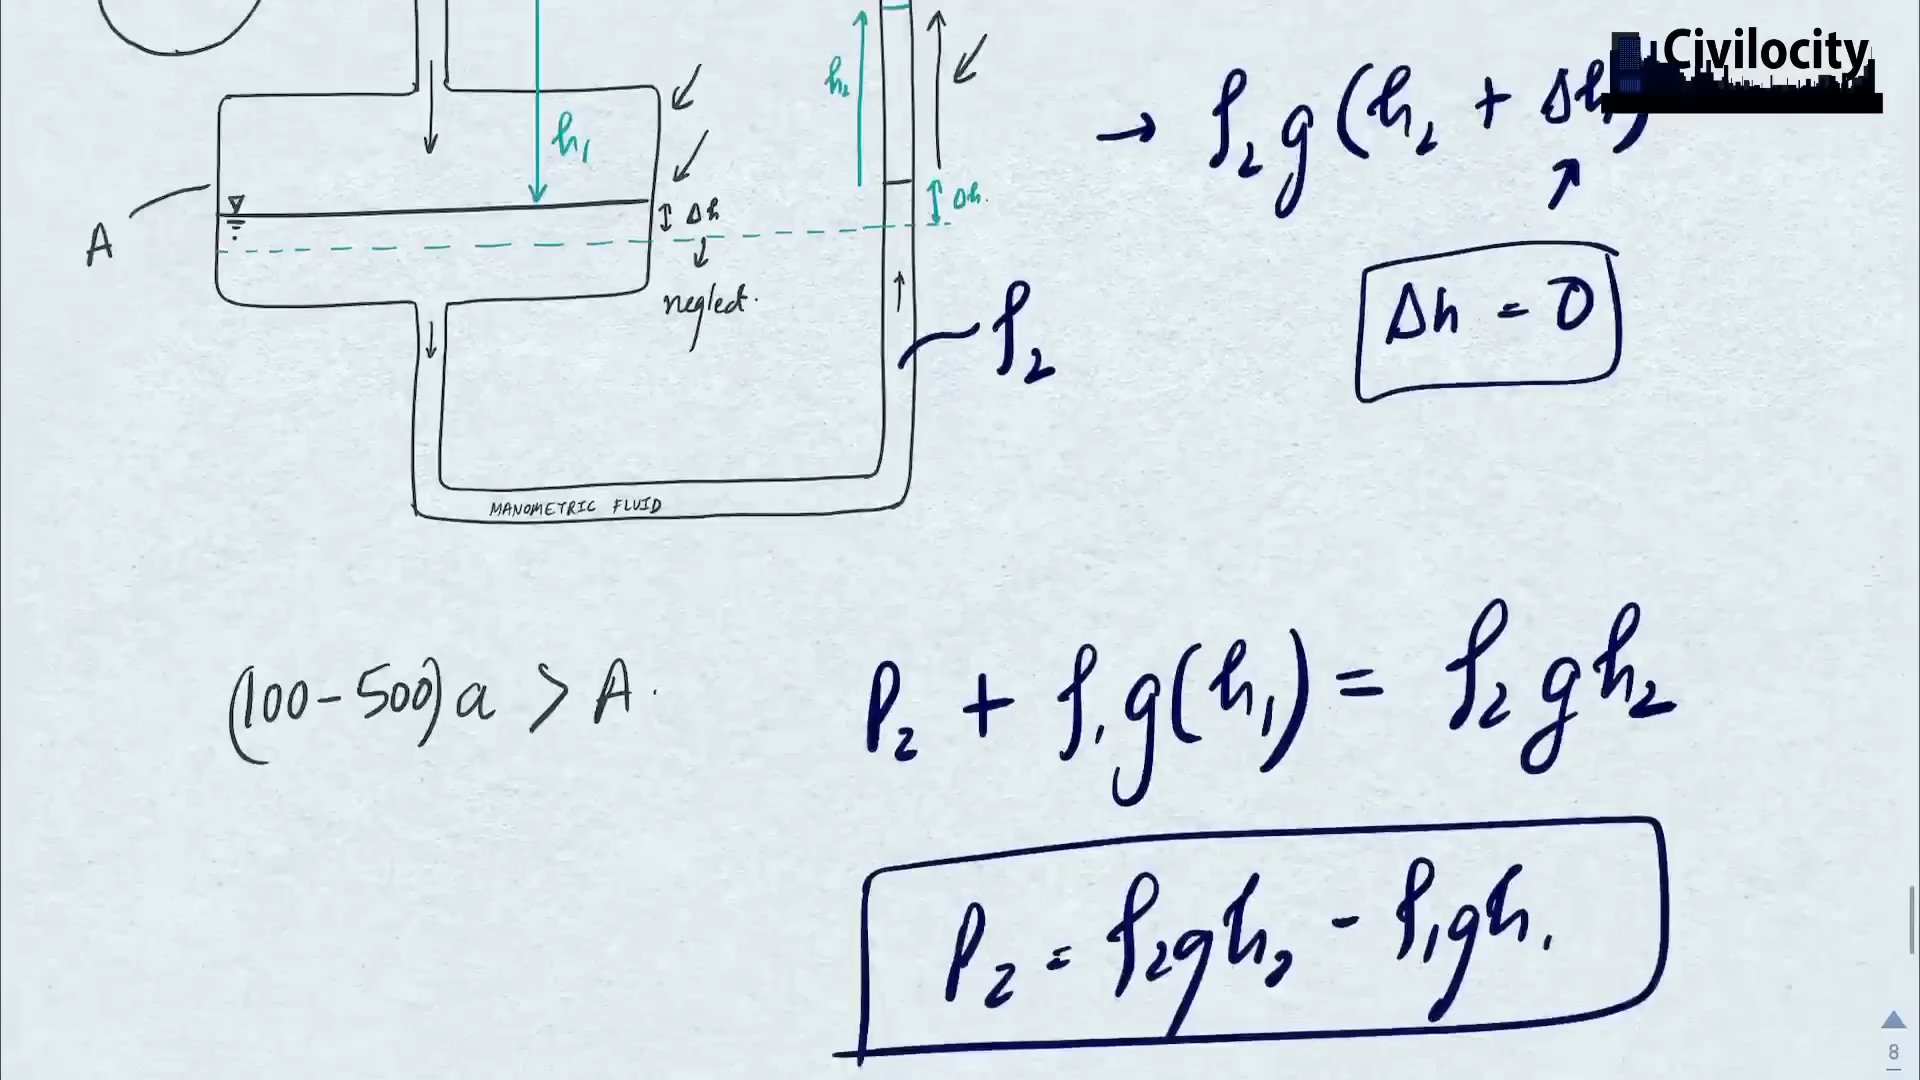 Civilocity
h₂
→ ρ₂g(h₂ + Δh)
h₁
Δh
Δh.
A
neglect.
Δh = 0
ρ₂
MANOMETRIC FLUID
(100-500)a > A.
P₂ + ρ₁g(h₁) = ρ₂gh₂
P₂ = ρ₂gh₂ - ρ₁gh₁
8